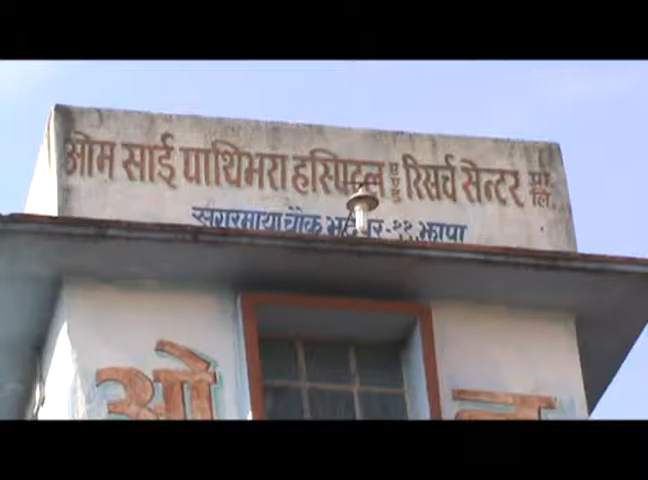 ओम साई पाथिभरा हस्पिटल एण्ड रिसर्च सेन्टर प्रा. लि.
सगरमाथा चौक भद्रपुर-११ झापा
ओ